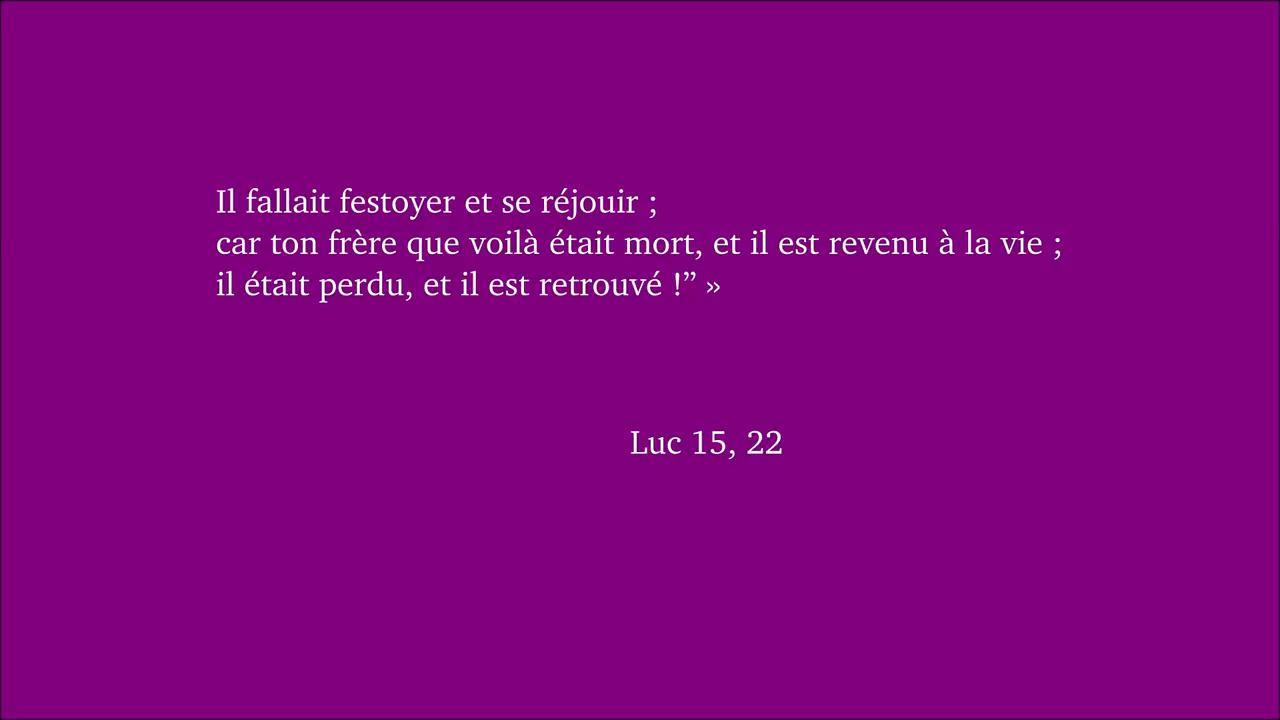 Il fallait festoyer et se réjouir ;
car ton frère que voilà était mort, et il est revenu à la vie ;
il était perdu, et il est retrouvé !” »
Luc 15, 22